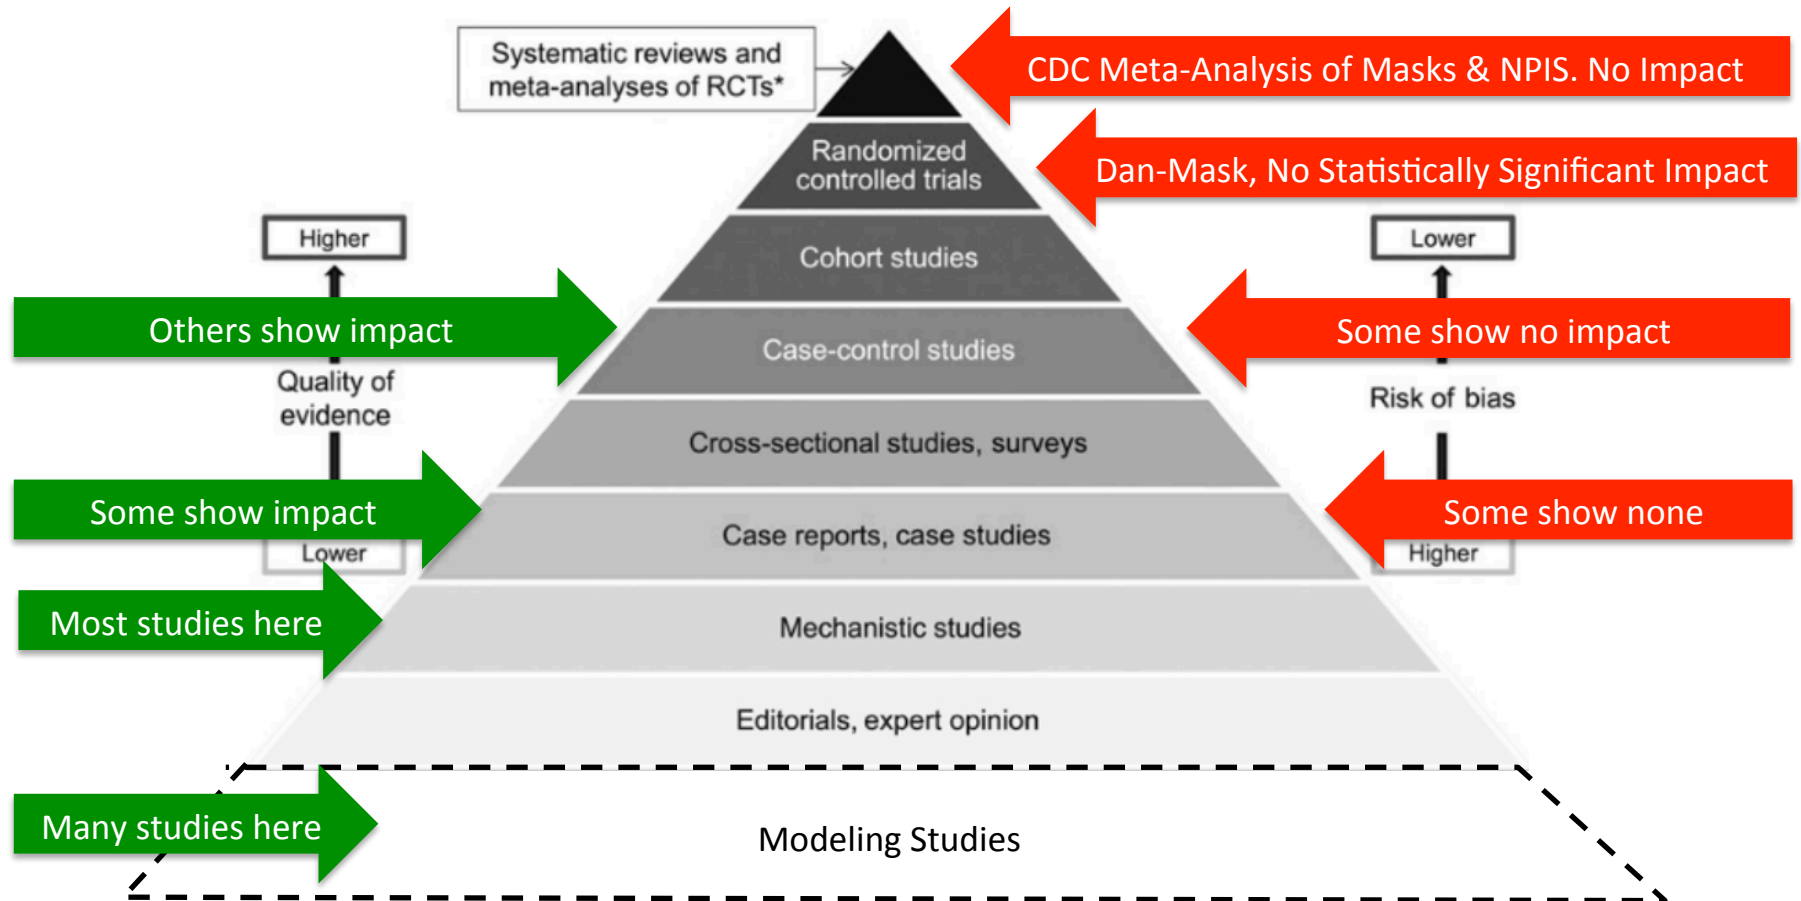 Systematic reviews and
meta-analyses of RCTs*
CDC Meta-Analysis of Masks & NPIS. No Impact
Randomized
controlled trials
Dan-Mask, No Statistically Significant Impact
Higher
Lower
Cohort studies
Others show impact
Some show no impact
Case-control studies
Quality of
evidence
Risk of bias
Cross-sectional studies, surveys
Some show impact
Some show none
Case reports, case studies
Lower
Higher
Most studies here
Mechanistic studies
Editorials, expert opinion
Many studies here
Modeling Studies